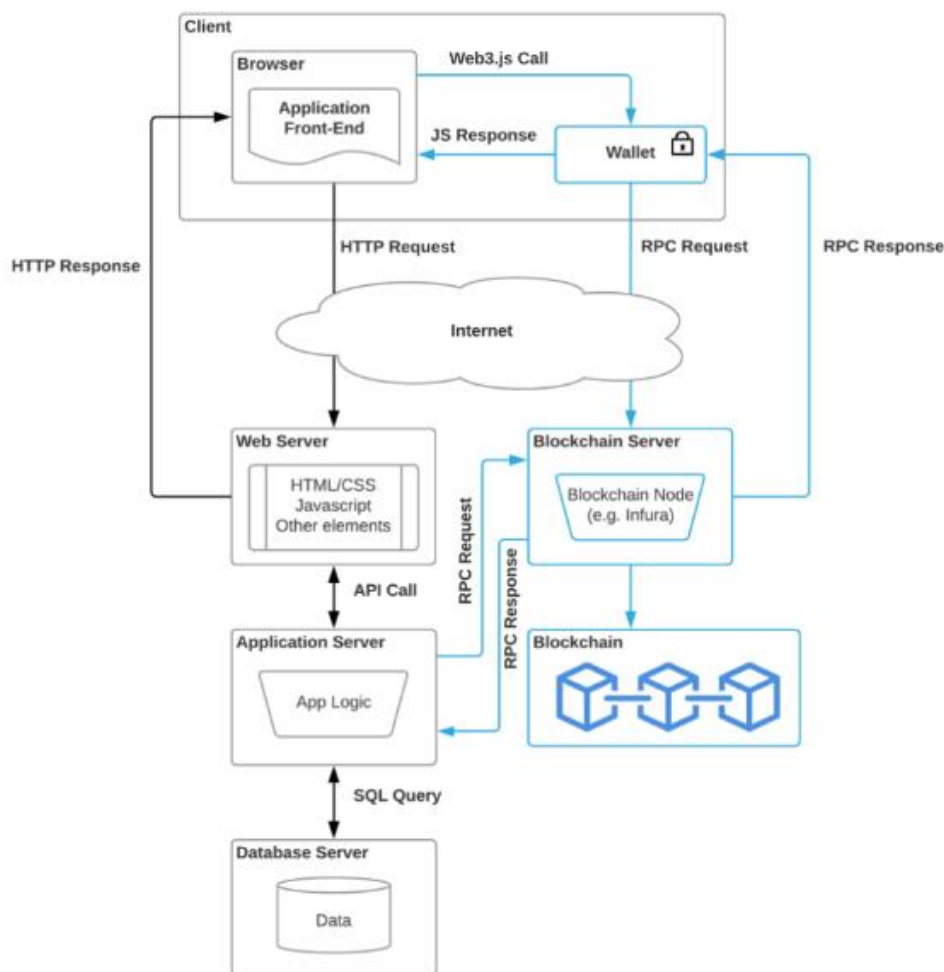 Client
Browser
Application
Front-End
Web3.js Call
JS Response
Wallet
HTTP Request
RPC Request
HTTP Response
RPC Response
Internet
Web Server
HTML/CSS
Javascript
Other elements
Blockchain Server
Blockchain Node
(e.g. Infura)
RPC Request
RPC Response
API Call
Application Server
App Logic
Blockchain
SQL Query
Database Server
Data